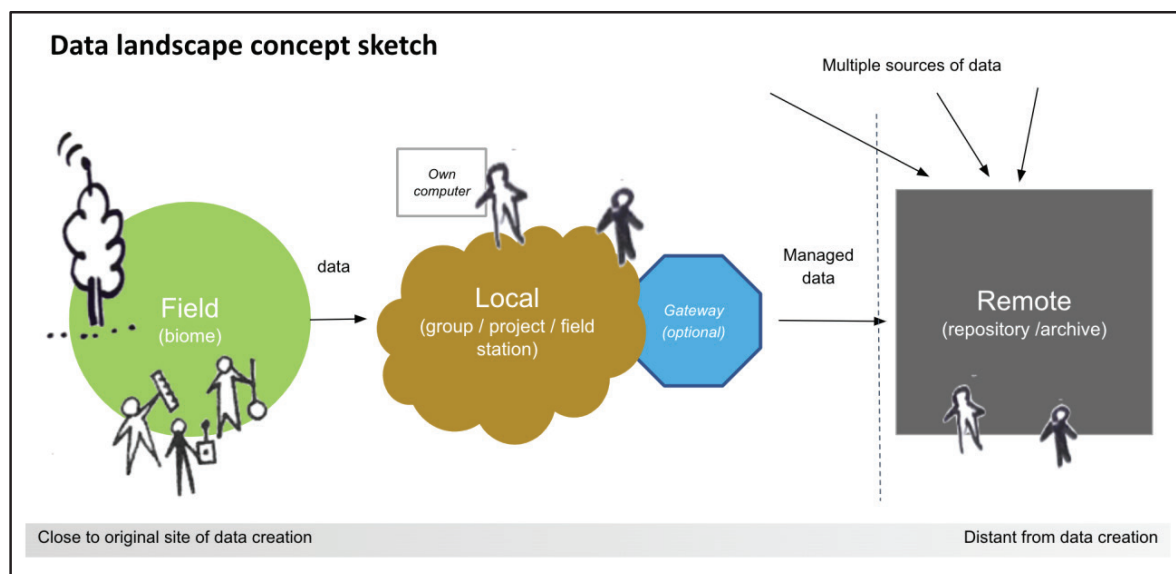 Data landscape concept sketch
Multiple sources of data
Own
computer
data
Managed
data
Field
(biome)
Local
(group / project / field
station)
Gateway
(optional)
Remote
(repository /archive)
Close to original site of data creation
Distant from data creation